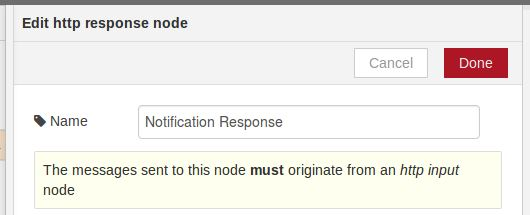 Edit http response node
Cancel
Done
Name
Notification Response
The messages sent to this node must originate from an http input
node